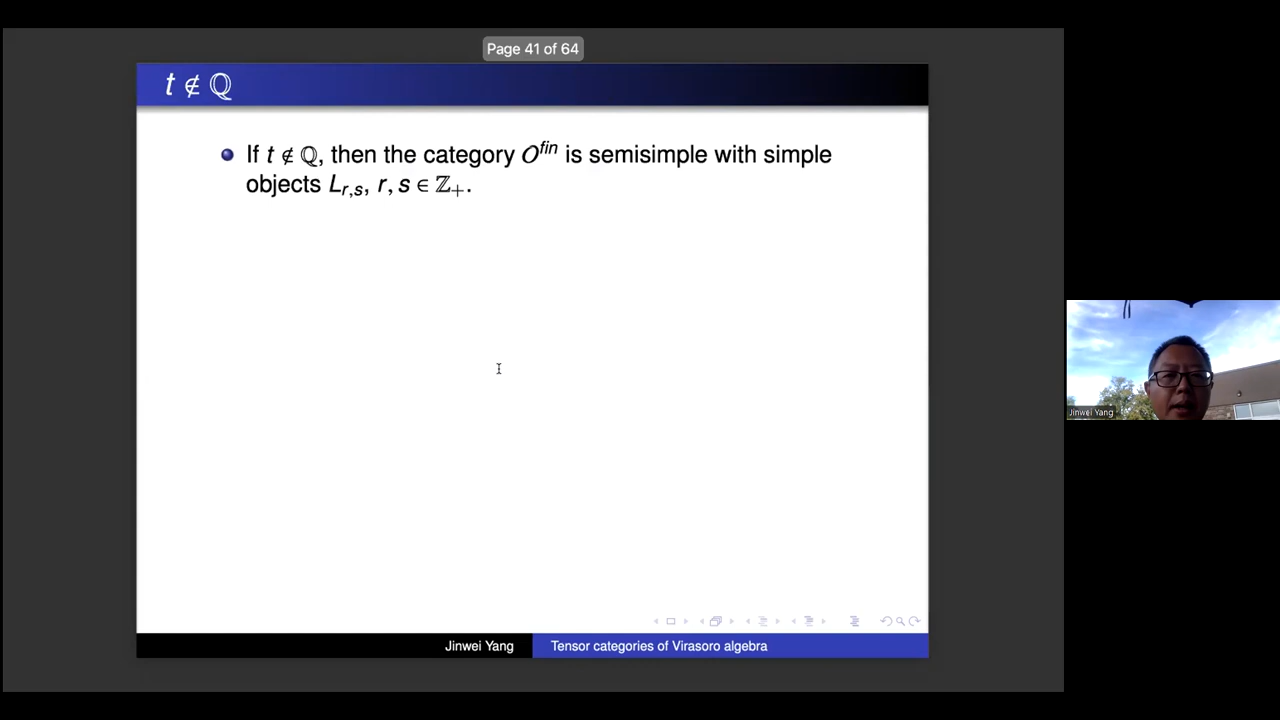 Page 41 of 64
t ∉ ℚ
If t ∉ ℚ, then the category O^fin is semisimple with simple
objects L_{r,s}, r, s ∈ ℤ_+.
Jinwei Yang
Jinwei Yang Tensor categories of Virasoro algebra